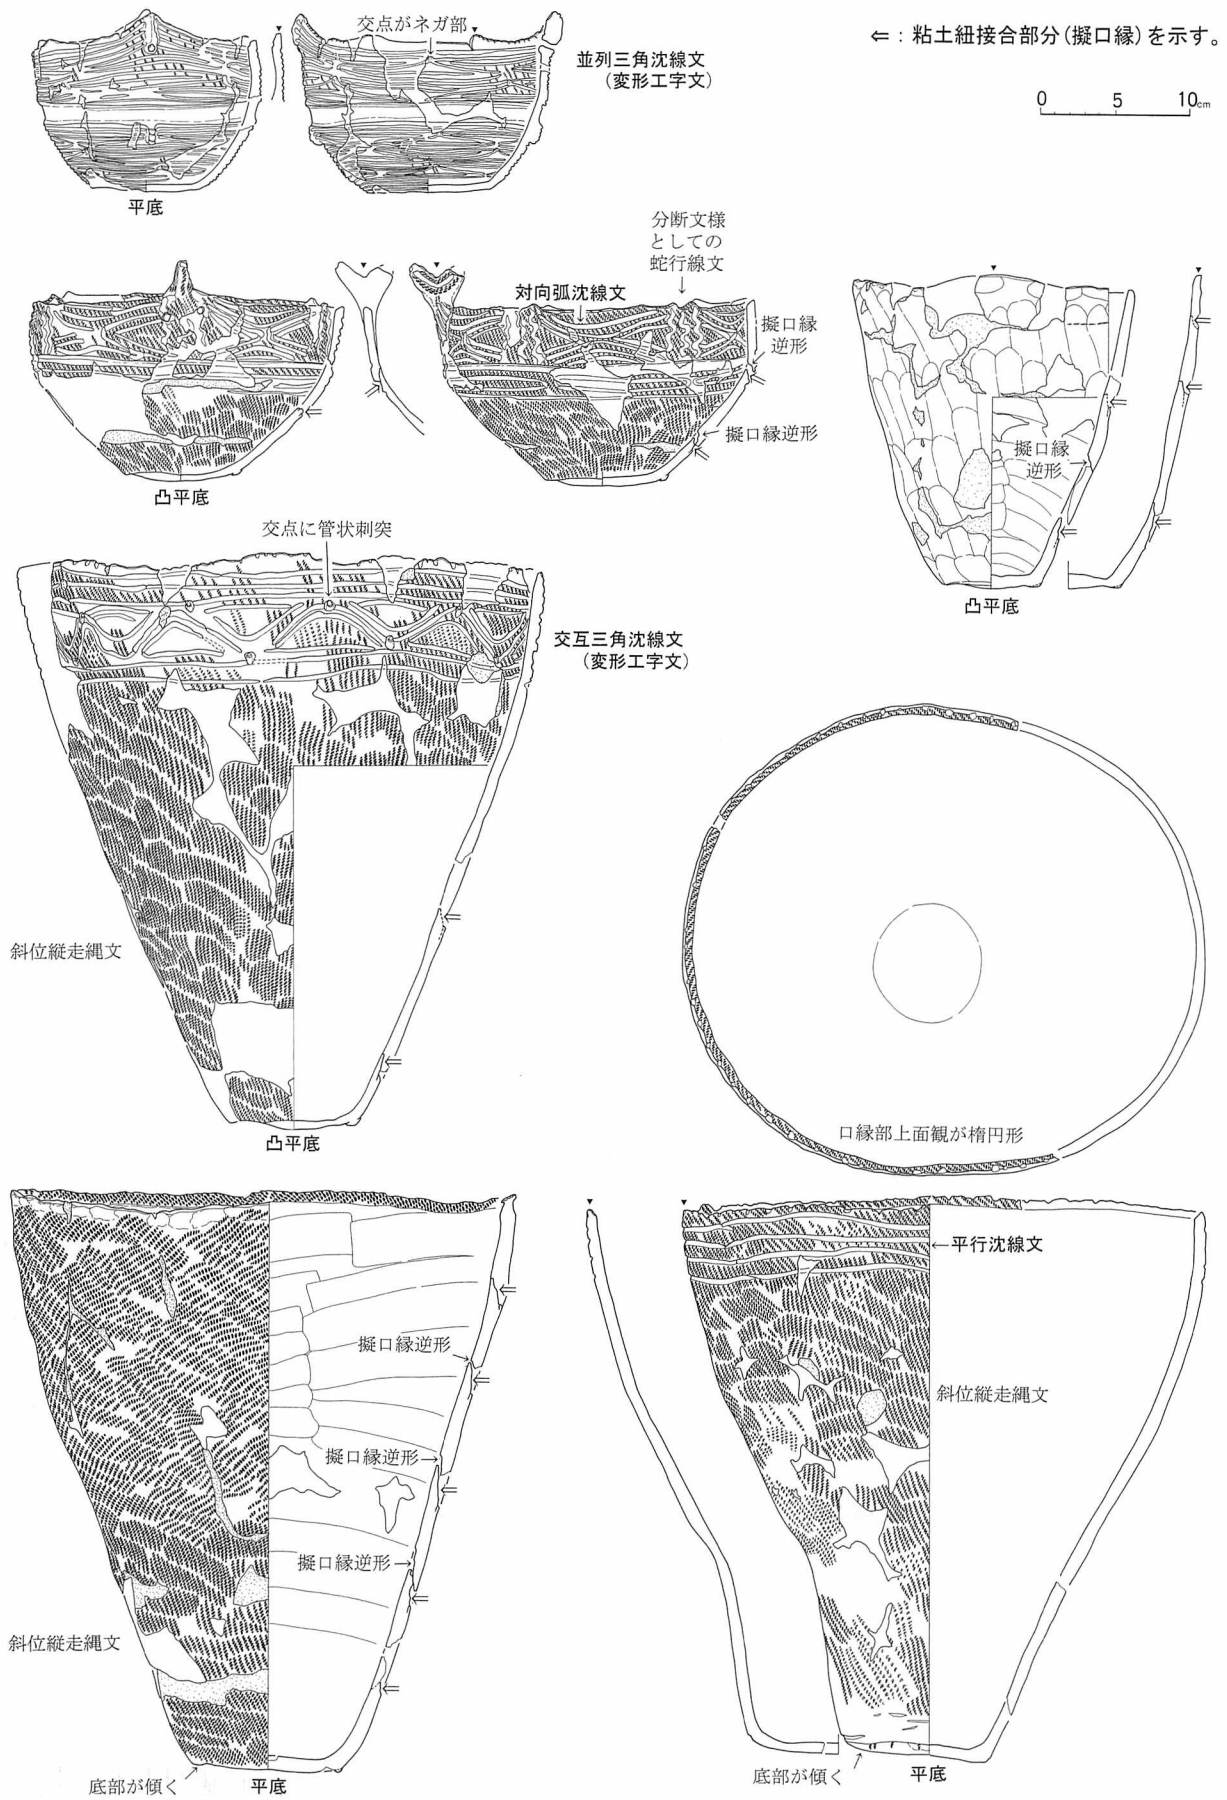 交点がネガ部
⇐：粘土紐接合部分（擬口縁）を示す。
並列三角沈線文
（変形工字文）
0 5 10cm
平底
分断文様
としての
蛇行線文
対向弧沈線文
擬口縁
逆形
擬口縁逆形
凸平底
擬口縁
逆形
凸平底
交点に管状刺突
交互三角沈線文
（変形工字文）
斜位縦走縄文
凸平底
口縁部上面観が楕円形
平行沈線文
擬口縁逆形
斜位縦走縄文
擬口縁逆形
擬口縁逆形
斜位縦走縄文
底部が傾く
平底
底部が傾く
平底